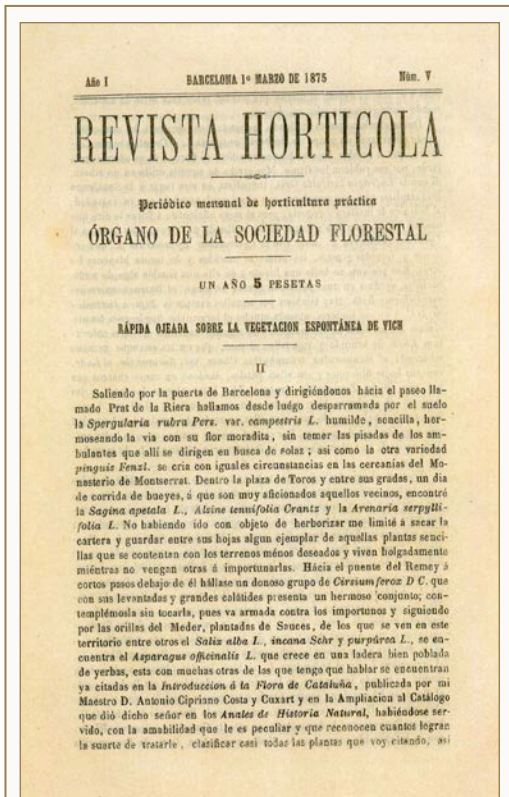 Año I BARCELONA 1º MARZO DE 1875 Núm. V
REVISTA HORTICOLA
Periódico mensual de horticultura práctica
ÓRGANO DE LA SOCIEDAD FLORESTAL
UN AÑO 5 PESETAS
RÁPIDA OJEADA SOBRE LA VEGETACION ESPONTÁNEA DE VICH
II
Saliendo por la puerta de Barcelona y dirigiéndonos hácia el paseo lla-
mado Prat de la Riera hallamos desde luégo desparramada por el suelo
la Spergularia rubra Pers. var. campestris L. humilde, sencilla, her-
moseando la via con su flor moradita, sin temer las pisadas de los am-
bulantes que allí se dirigen en busca de solaz; asi como la otra variedad
pinguis Fenzl. se cria con iguales circunstancias en las cercanías del Mo-
nasterio de Montserrat. Dentro la plaza de Toros y entre sus gradas, un dia
de corrida de bueyes, á que son muy aficionados aquellos vecinos, encontré
la Sagina apetala L., Alsine tenuifolia Crantz y la Arenaria serpylli-
folia L. No habiendo ido con objeto de herborizar me limité á sacar la
cartera y guardar entre sus hojas algun ejemplar de aquellas plantas senci-
llas que se contentan con los terrenos ménos deseados y viven holgadamente
miéntras no vengan otras á importunarlas. Hácia el puente del Remey á
cortos pasos debajo de él hállase un donoso grupo de Cirsium ferox D C. que
con sus levantadas y grandes calátides presenta un hermoso conjunto; con-
templémosla sin tocarla, pues va armada contra los importunos y siguiendo
por las orillas del Meder, plantadas de Sauces, de los que se ven en este
territorio entre otros el Salix alba L., incana Schr y purpúrea L., se en-
cuentra el Asparagus officinalis L. que crece en una ladera bien poblada
de yerbas, esta con muchas otras de las que tengo que hablar se encuentran
ya citadas en la Introduccion á la Flora de Cataluña, publicada por mi
Maestro D. Antonio Cipriano Costa y Cuxart y en la Ampliacion al Catálogo
que dió dicho señor en los Anales de Historia Natural, habiéndose ser-
vido, con la amabilidad que le es peculiar y que reconocen cuantos logran
la suerte de tratarle, clasificar casi todas las plantas que voy citando, así